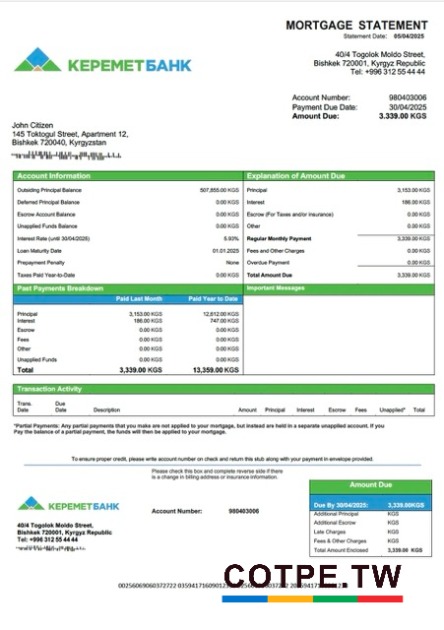 MORTGAGE STATEMENT
Statement Date: 05/04/2025
КЕРЕМЕТБАНК
40/4 Togolok Moldo Street,
Bishkek 720001, Kyrgyz Republic
Tel: +996 312 55 44 44
Account Number: 980403006
Payment Due Date: 30/04/2025
Amount Due: 3.339.00 KGS
John Citizen
145 Toktogul Street, Apartment 12,
Bishkek 720040, Kyrgyzstan
Account Information
Outsiding Principal Balance 507,855.00 KGS
Deferred Principal Balance 0.00 KGS
Escrow Account Balance 0.00 KGS
Unapplied Funds Balance 0.00 KGS
Interest Rate (until 30/04/2025) 5.93%
Loan Maturity Date 01.01.2025
Prepayment Penalty None
Taxes Paid Year-to-Date 0.00 KGS
Explanation of Amount Due
Principal 3,153.00 KGS
Interest 186.00 KGS
Escrow (For Taxes and/or Insurance) 0.00 KGS
Other 0.00 KGS
Regular Monthly Payment 3,339.00 KGS
Fees and Other Charges 0.00 KGS
Overdue Payment 0.00 KGS
Total Amount Due 3,339.00 KGS
Past Payments Breakdown
Paid Last Month Paid Year to Date
Principal 3,153.00 KGS 12,612.00 KGS
Interest 186.00 KGS 747.00 KGS
Escrow 0.00 KGS 0.00 KGS
Fees 0.00 KGS 0.00 KGS
Other 0.00 KGS 0.00 KGS
Unapplied Funds 0.00 KGS 0.00 KGS
Total 3,339.00 KGS 13,359.00 KGS
Important Messages
Transaction Activity
Trans. Date Due Date Description Amount Principal Interest Escrow Fees Unapplied* Total
*Partial Payments: Any partial payments that you make are not applied to your mortgage, but instead are held in a separate unapplied account. If you
Pay the balance of a partial payment, the funds will then be applied to your mortgage.
To ensure proper credit, please write account number on check and return this stub along with your payment in envelope provided.
Please check this box and complete reverse side if there
is a change in billing address or insurance information.
КЕРЕМЕТБАНК
Account Number: 980403006
40/4 Togolok Moldo Street,
Bishkek 720001, Kyrgyz Republic
Tel: +996 312 55 44 44
Amount Due
Due By 30/04/2025: 3,339.00KGS
Additional Principal KGS
Additional Escrow KGS
Late Charges KGS
Fees & Other Charges KGS
Total Amount Enclosed 3,339.00 KGS
COTPE.TW